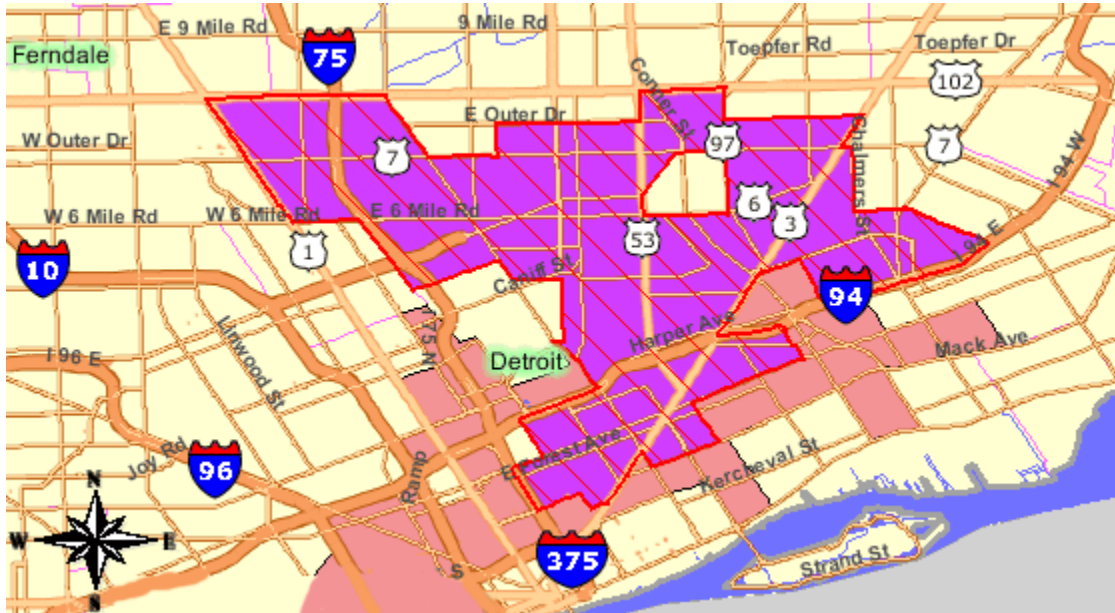 E 9 Mile Rd
9 Mile Rd
Toepfer Rd
Toepfer Dr
Ferndale
75
Conner St
102
E Outer Dr
W Outer Dr
7
97
Chalmers St
7
I 94 W
W 6 Mile Rd
W 6 Mile Rd
E 6 Mile Rd
6
3
1
53
I 94 E
10
Caniff St
94
Linwood St
I 75 N
Harper Ave
Mack Ave
I 96 E
Detroit
Joy Rd
96
Ramp
E Forest Ave
Kercheval St
N
W
E
S
375
S
Strand St